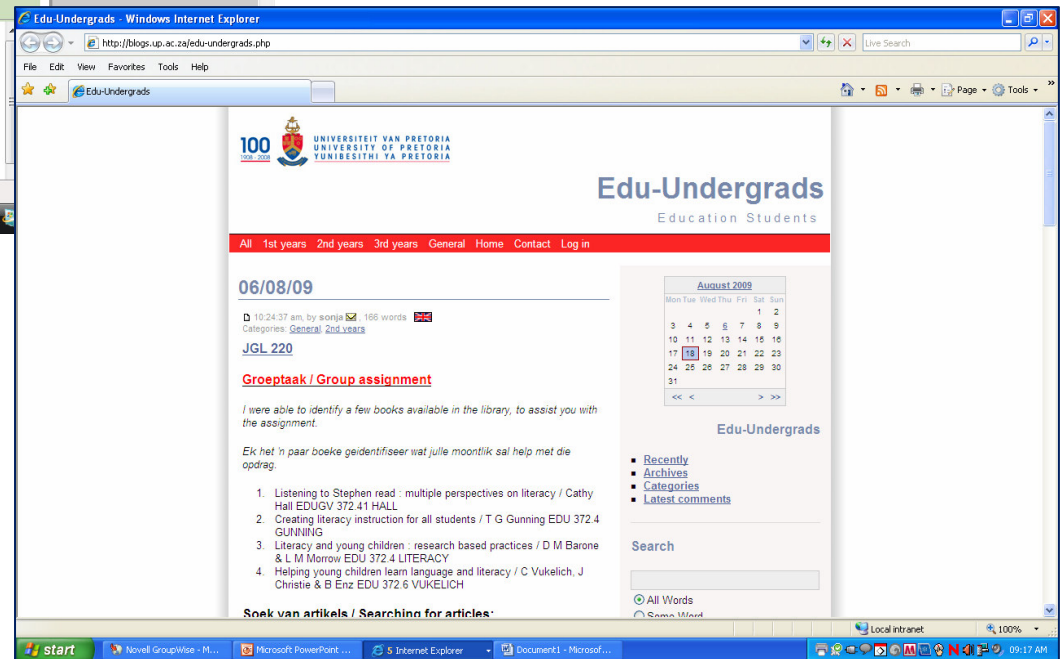 Edu-Undergrads - Windows Internet Explorer
http://blogs.up.ac.za/edu-undergrads.php
Live Search
File Edit View Favorites Tools Help
Edu-Undergrads
Page Tools
100
1908 - 2008
UNIVERSITEIT VAN PRETORIA
UNIVERSITY OF PRETORIA
YUNIBESITHI YA PRETORIA
Edu-Undergrads
Education Students
All 1st years 2nd years 3rd years General Home Contact Log in
06/08/09
10:24:37 am, by sonja , 166 words
Categories: General, 2nd years
JGL 220
Groeptaak / Group assignment
I were able to identify a few books available in the library, to assist you with
the assignment.
Ek het 'n paar boeke geidentifiseer wat julle moontlik sal help met die
opdrag.
1. Listening to Stephen read : multiple perspectives on literacy / Cathy
Hall EDUGV 372.41 HALL
2. Creating literacy instruction for all students / T G Gunning EDU 372.4
GUNNING
3. Literacy and young children : research based practices / D M Barone
& L M Morrow EDU 372.4 LITERACY
4. Helping young children learn language and literacy / C Vukelich, J
Christie & B Enz EDU 372.6 VUKELICH
Soek van artikels / Searching for articles:
August 2009
Mon Tue Wed Thu Fri Sat Sun
1 2
3 4 5 6 7 8 9
10 11 12 13 14 15 16
17 18 19 20 21 22 23
24 25 26 27 28 29 30
31
<< < > >>
Edu-Undergrads
Recently
Archives
Categories
Latest comments
Search
All Words
Some Word
Local intranet 100%
start
Novell GroupWise - M...
Microsoft PowerPoint ...
5 Internet Explorer
Document1 - Microsof...
09:17 AM